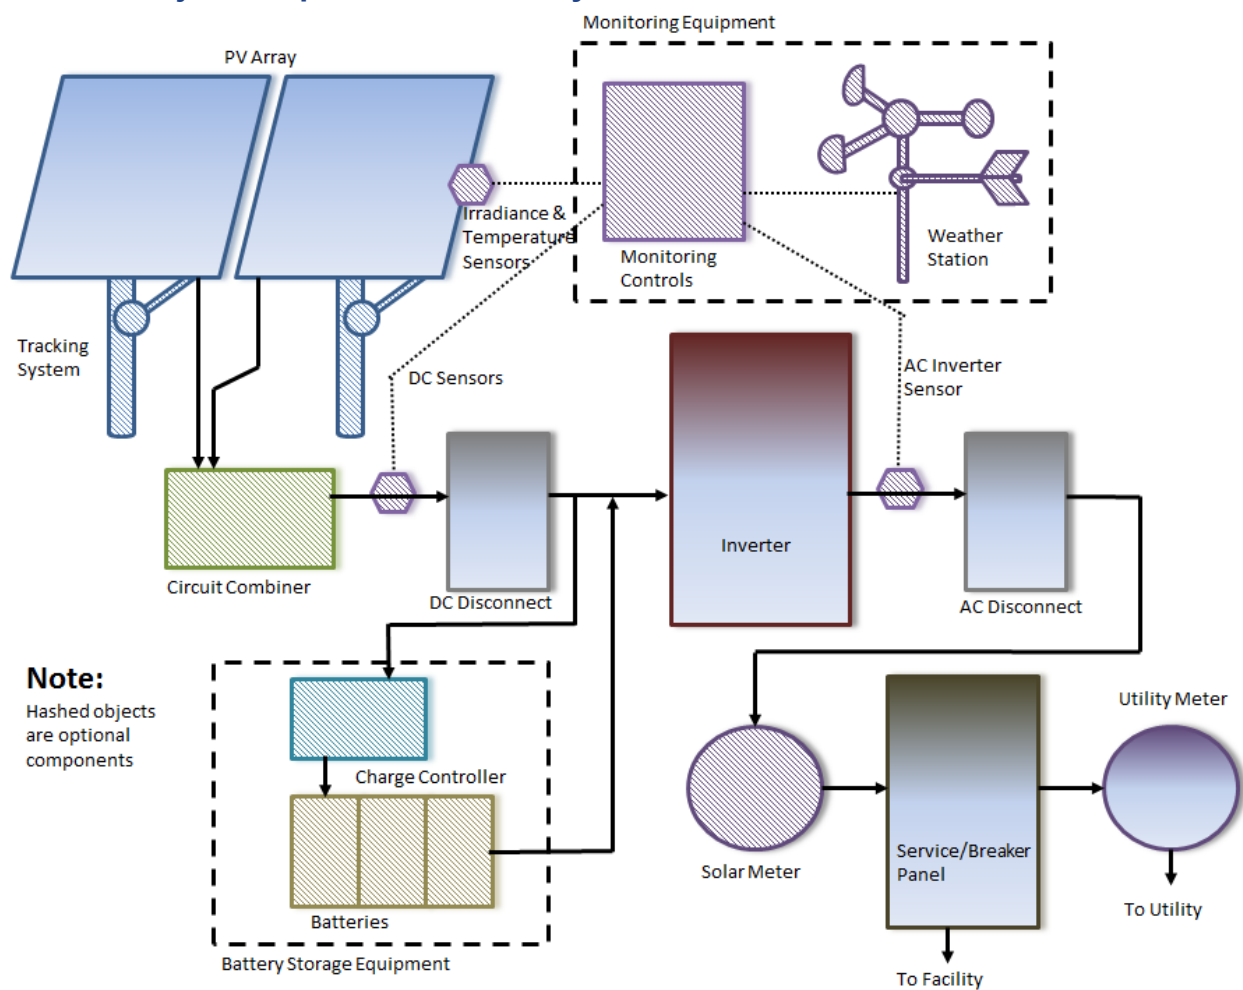 Monitoring Equipment
PV Array
Irradiance &
Temperature
Sensors
Monitoring
Controls
Weather
Station
Tracking
System
DC Sensors
AC Inverter
Sensor
Inverter
Circuit Combiner
DC Disconnect
AC Disconnect
Note:
Hashed objects
are optional
components
Charge Controller
Batteries
Battery Storage Equipment
Utility Meter
Solar Meter
Service/Breaker
Panel
To Utility
To Facility